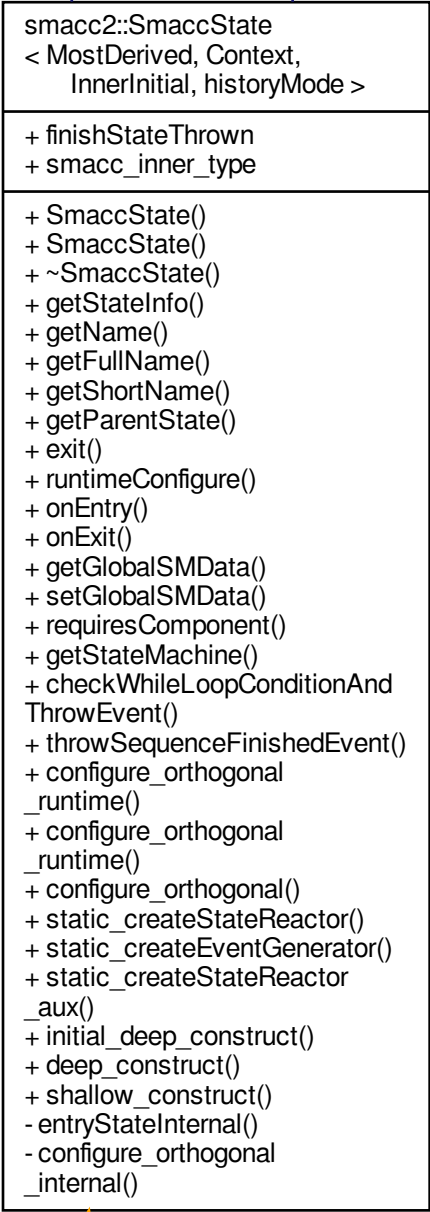 smacc2::SmaccState
< MostDerived, Context,
InnerInitial, historyMode >
+ finishStateThrown
+ smacc_inner_type
+ SmaccState()
+ SmaccState()
+ ~SmaccState()
+ getStateInfo()
+ getName()
+ getFullName()
+ getShortName()
+ getParentState()
+ exit()
+ runtimeConfigure()
+ onEntry()
+ onExit()
+ getGlobalSMData()
+ setGlobalSMData()
+ requiresComponent()
+ getStateMachine()
+ checkWhileLoopConditionAnd
ThrowEvent()
+ throwSequenceFinishedEvent()
+ configure_orthogonal
_runtime()
+ configure_orthogonal
_runtime()
+ configure_orthogonal()
+ static_createStateReactor()
+ static_createEventGenerator()
+ static_createStateReactor
_aux()
+ initial_deep_construct()
+ deep_construct()
+ shallow_construct()
- entryStateInternal()
- configure_orthogonal
_internal()